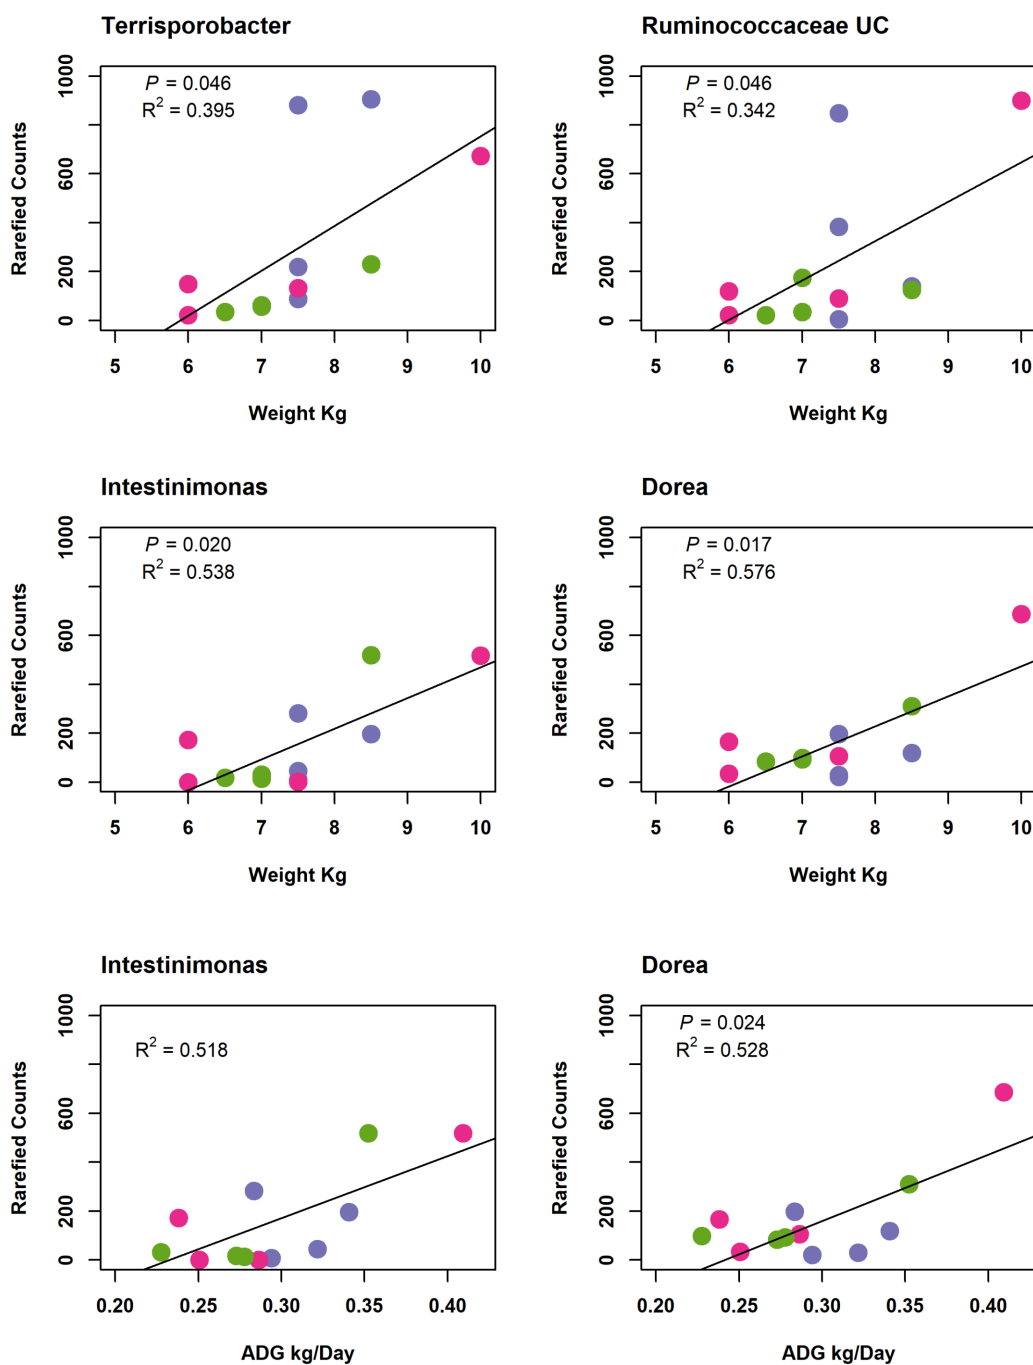 Terrisporobacter
P = 0.046
R² = 0.395
Rarefied Counts
1000
600
200
0
5 6 7 8 9 10
Weight Kg
Ruminococcaceae UC
P = 0.046
R² = 0.342
Rarefied Counts
1000
600
200
0
5 6 7 8 9 10
Weight Kg
Intestinimonas
P = 0.020
R² = 0.538
Rarefied Counts
1000
600
200
0
5 6 7 8 9 10
Weight Kg
Dorea
P = 0.017
R² = 0.576
Rarefied Counts
1000
600
200
0
5 6 7 8 9 10
Weight Kg
Intestinimonas
R² = 0.518
Rarefied Counts
1000
600
200
0
0.20 0.25 0.30 0.35 0.40
ADG kg/Day
Dorea
P = 0.024
R² = 0.528
Rarefied Counts
1000
600
200
0
0.20 0.25 0.30 0.35 0.40
ADG kg/Day